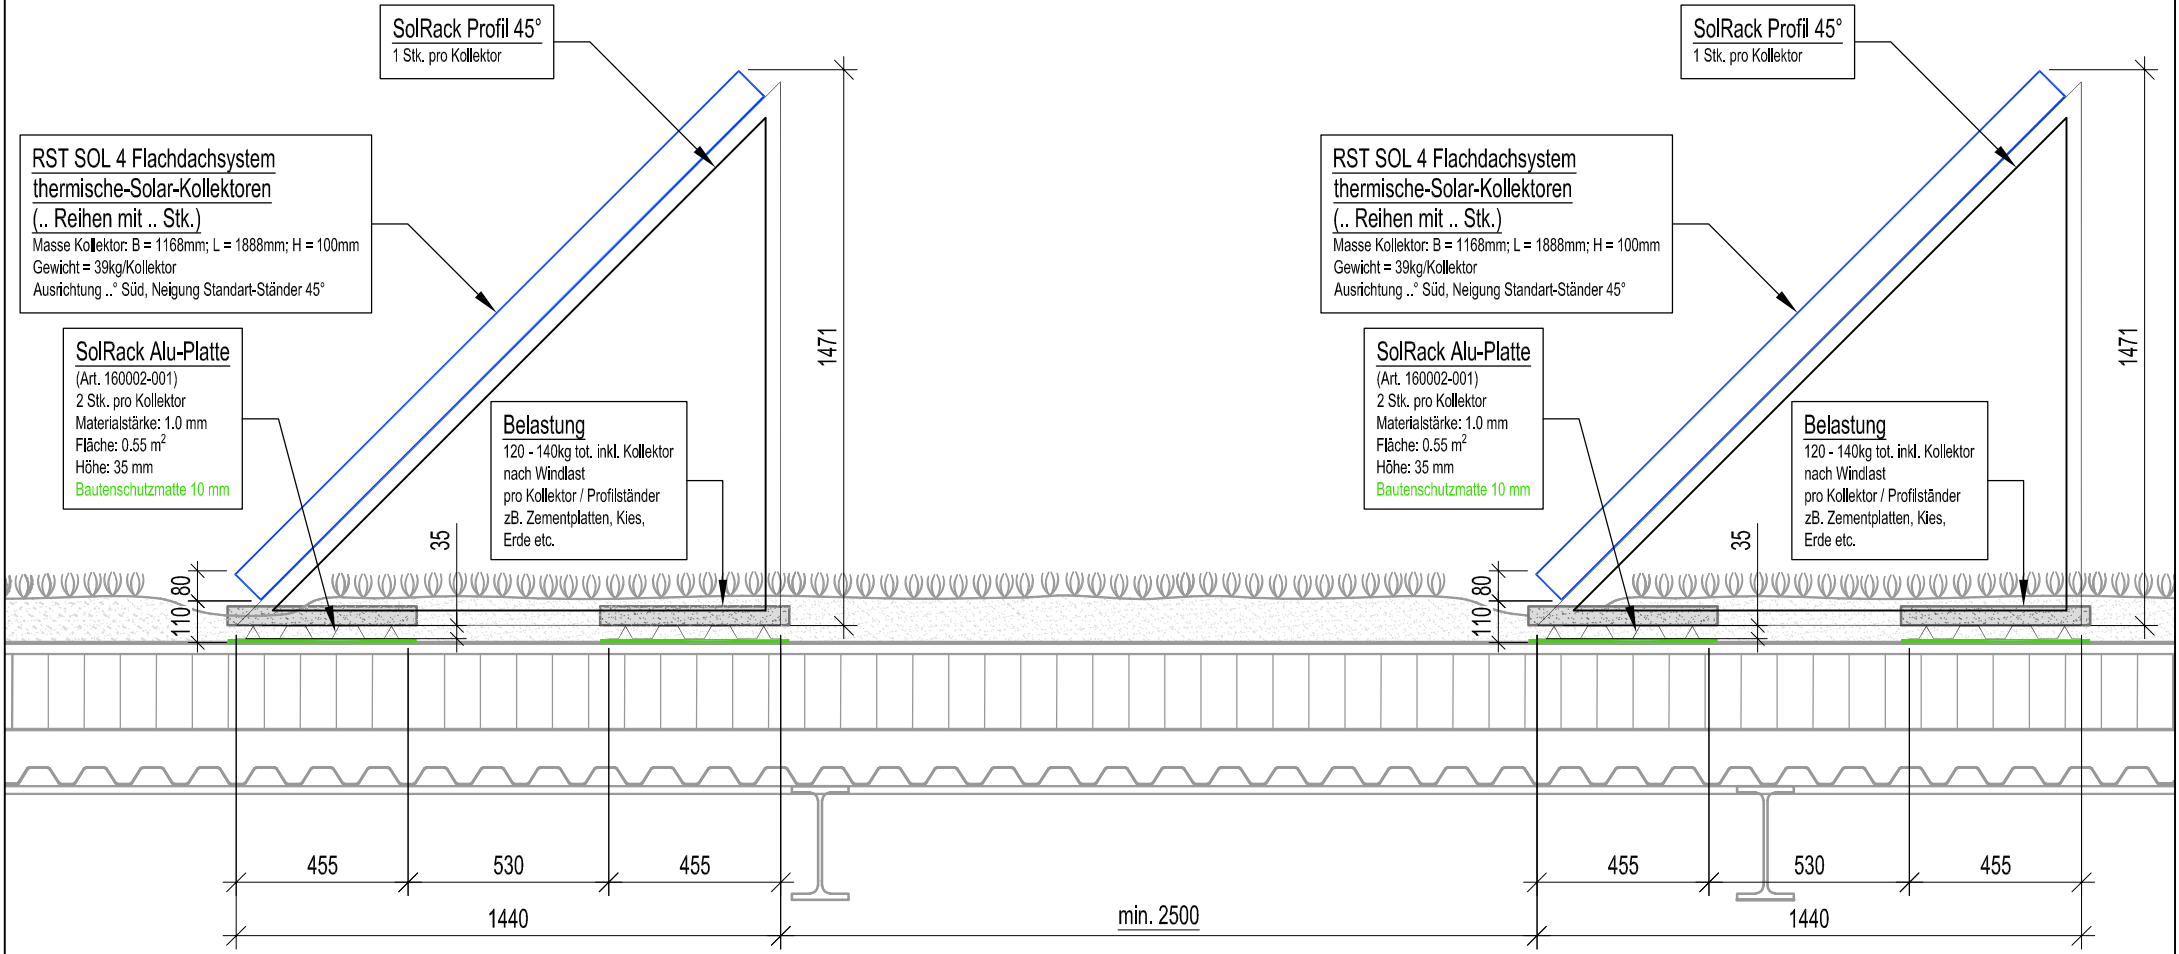 SolRack Profil 45°
1 Stk. pro Kollektor
RST SOL 4 Flachdachsystem
thermische-Solar-Kollektoren
(.. Reihen mit .. Stk.)
Masse Kollektor: B = 1168mm; L = 1888mm; H = 100mm
Gewicht = 39kg/Kollektor
Ausrichtung ..° Süd, Neigung Standart-Ständer 45°
SolRack Alu-Platte
(Art. 160002-001)
2 Stk. pro Kollektor
Materialstärke: 1.0 mm
Fläche: 0.55 m²
Höhe: 35 mm
Bautenschutzmatte 10 mm
Belastung
120 - 140kg tot. inkl. Kollektor
nach Windlast
pro Kollektor / Profilständer
zB. Zementplatten, Kies,
Erde etc.
1471
35
80
110
455
530
455
1440
min. 2500
SolRack Profil 45°
1 Stk. pro Kollektor
RST SOL 4 Flachdachsystem
thermische-Solar-Kollektoren
(.. Reihen mit .. Stk.)
Masse Kollektor: B = 1168mm; L = 1888mm; H = 100mm
Gewicht = 39kg/Kollektor
Ausrichtung ..° Süd, Neigung Standart-Ständer 45°
SolRack Alu-Platte
(Art. 160002-001)
2 Stk. pro Kollektor
Materialstärke: 1.0 mm
Fläche: 0.55 m²
Höhe: 35 mm
Bautenschutzmatte 10 mm
Belastung
120 - 140kg tot. inkl. Kollektor
nach Windlast
pro Kollektor / Profilständer
zB. Zementplatten, Kies,
Erde etc.
1471
35
80
110
455
530
455
1440